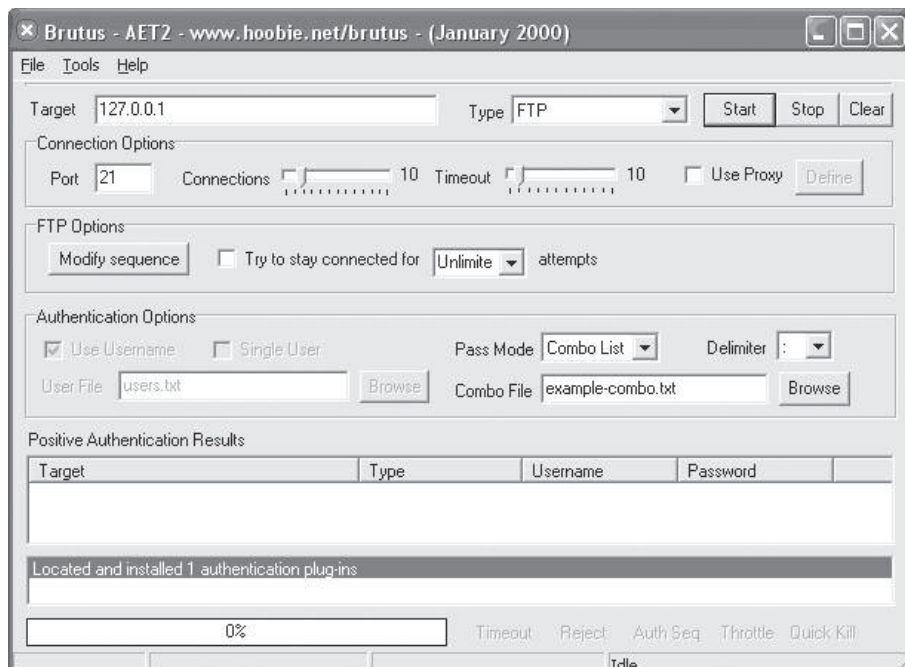 Brutus - AET2 - www.hoobie.net/brutus - (January 2000)
File Tools Help
Target 127.0.0.1 Type FTP Start Stop Clear
Connection Options
Port 21 Connections 10 Timeout 10 Use Proxy Define
FTP Options
Modify sequence Try to stay connected for Unlimite attempts
Authentication Options
Use Username Single User Pass Mode Combo List Delimiter :
User File users.txt Browse Combo File example-combo.txt Browse
Positive Authentication Results
Target Type Username Password
Located and installed 1 authentication plug-ins
0% Timeout Reject Auth Seq Throttle Quick Kill
Idle